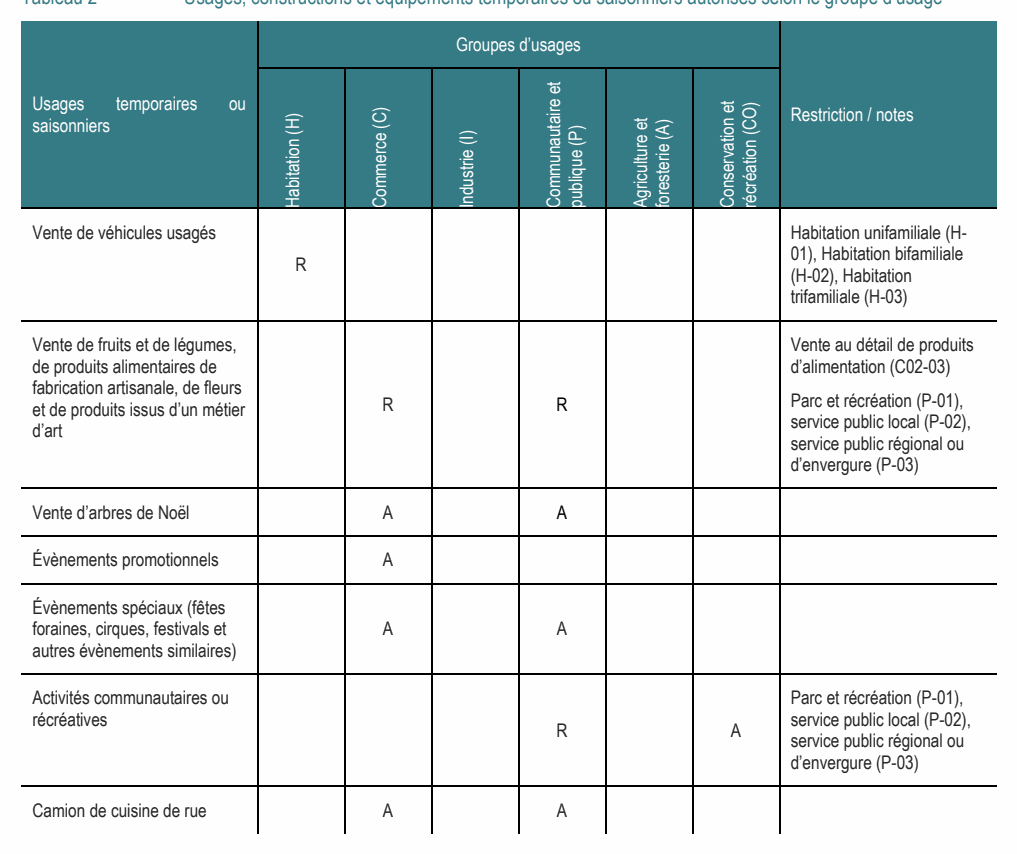 Tableau 2 Usages, constructions et équipements temporaires ou saisonniers autorisés selon le groupe d'usage
Usages temporaires ou
saisonniers
Groupes d'usages
Habitation (H)
Commerce (C)
Industrie (I)
Communautaire et
publique (P)
Agriculture et
foresterie (A)
Conservation et
récréation (CO)
Restriction / notes
Vente de véhicules usagés
R
Habitation unifamiliale (H-
01), Habitation bifamiliale
(H-02), Habitation
trifamiliale (H-03)
Vente de fruits et de légumes,
de produits alimentaires de
fabrication artisanale, de fleurs
et de produits issus d'un métier
d'art
R
R
Vente au détail de produits
d'alimentation (C02-03)
Parc et récréation (P-01),
service public local (P-02),
service public régional ou
d'envergure (P-03)
Vente d'arbres de Noël
A
A
Évènements promotionnels
A
Évènements spéciaux (fêtes
foraines, cirques, festivals et
autres évènements similaires)
A
A
Activités communautaires ou
récréatives
R
A
Parc et récréation (P-01),
service public local (P-02),
service public régional ou
d'envergure (P-03)
Camion de cuisine de rue
A
A